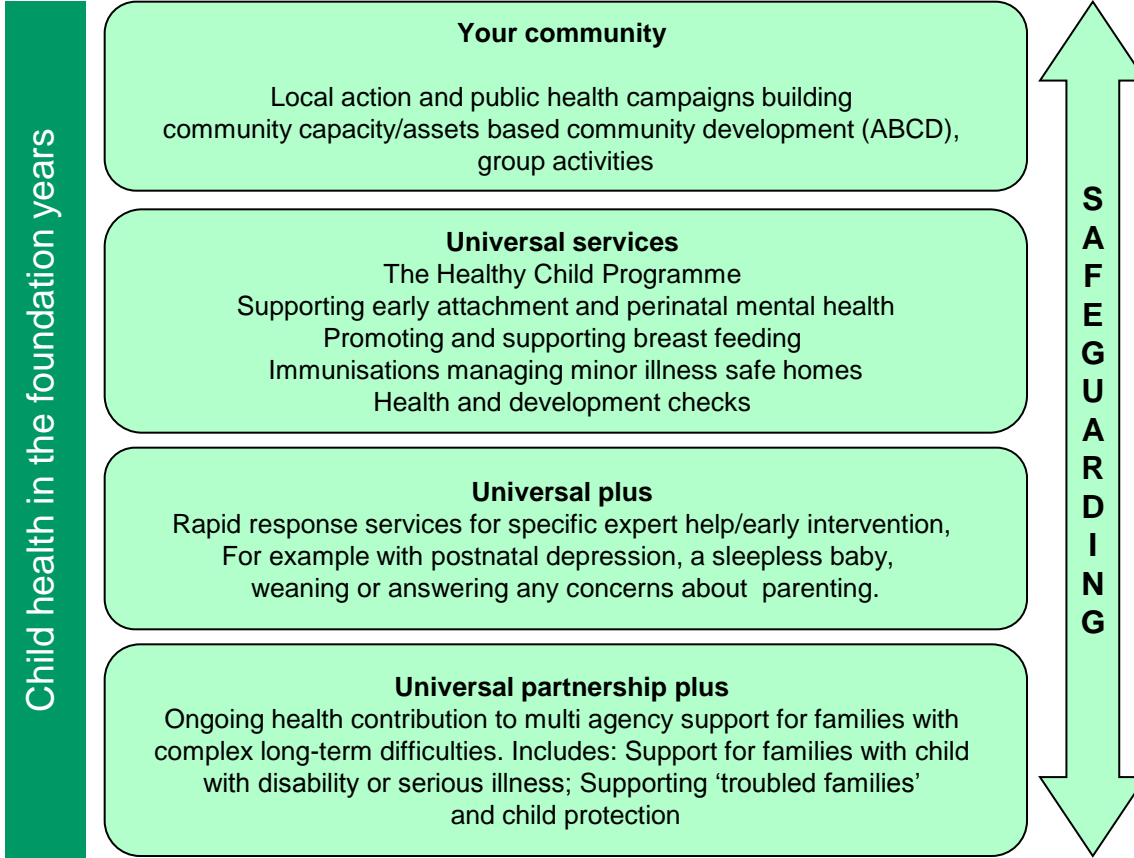 Child health in the foundation years
Your community
Local action and public health campaigns building
community capacity/assets based community development (ABCD),
group activities
Universal services
The Healthy Child Programme
Supporting early attachment and perinatal mental health
Promoting and supporting breast feeding
Immunisations managing minor illness safe homes
Health and development checks
Universal plus
Rapid response services for specific expert help/early intervention,
For example with postnatal depression, a sleepless baby,
weaning or answering any concerns about parenting.
Universal partnership plus
Ongoing health contribution to multi agency support for families with
complex long-term difficulties. Includes: Support for families with child
with disability or serious illness; Supporting ‘troubled families’
and child protection
SAFEGUARDING